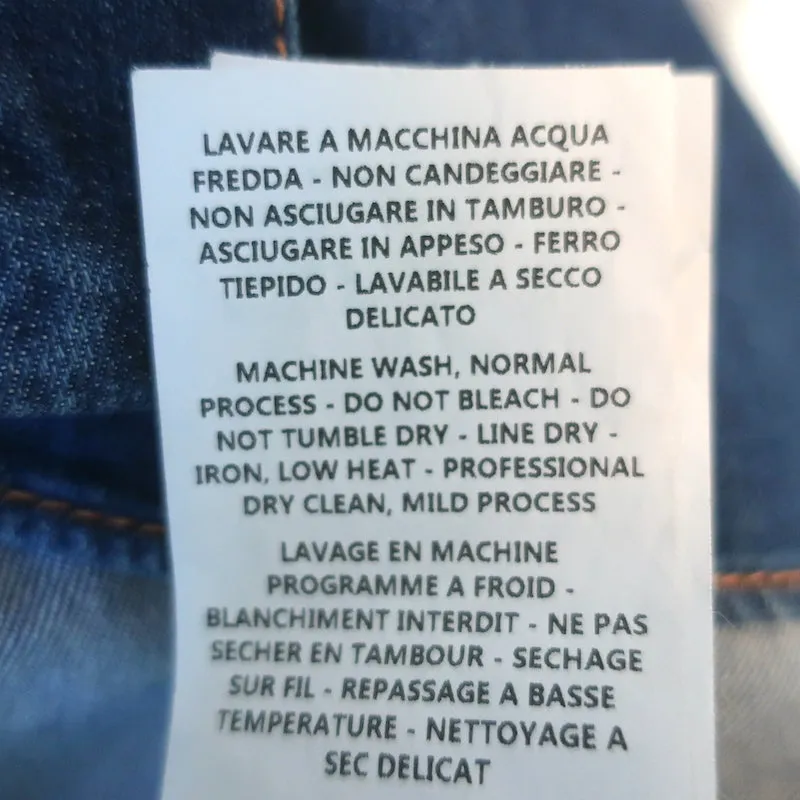 LAVARE A MACCHINA ACQUA
FREDDA - NON CANDEGGIARE -
NON ASCIUGARE IN TAMBURO -
ASCIUGARE IN APPESO - FERRO
TIEPIDO - LAVABILE A SECCO
DELICATO
MACHINE WASH, NORMAL
PROCESS - DO NOT BLEACH - DO
NOT TUMBLE DRY - LINE DRY -
IRON, LOW HEAT - PROFESSIONAL
DRY CLEAN, MILD PROCESS
LAVAGE EN MACHINE
PROGRAMME A FROID -
BLANCHIMENT INTERDIT - NE PAS
SECHER EN TAMBOUR - SECHAGE
SUR FIL - REPASSAGE A BASSE
TEMPERATURE - NETTOYAGE A
SEC DELICAT